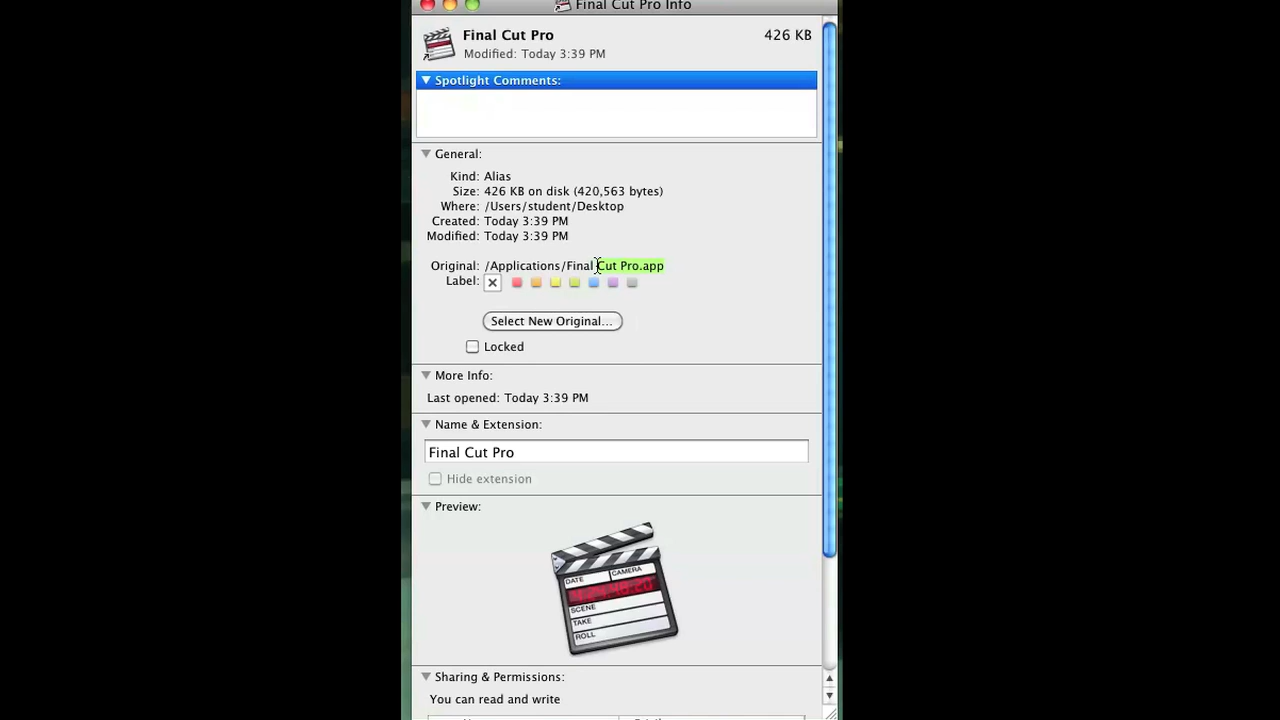 Final Cut Pro Info
Final Cut Pro 426 KB
Modified: Today 3:39 PM
Spotlight Comments:
General:
Kind: Alias
Size: 426 KB on disk (420,563 bytes)
Where: /Users/student/Desktop
Created: Today 3:39 PM
Modified: Today 3:39 PM
Original: /Applications/Final Cut Pro.app
Label:
Select New Original...
Locked
More Info:
Last opened: Today 3:39 PM
Name & Extension:
Final Cut Pro
Hide extension
Preview:
DATE CAMERA
SCENE
TAKE
ROLL
Sharing & Permissions:
You can read and write